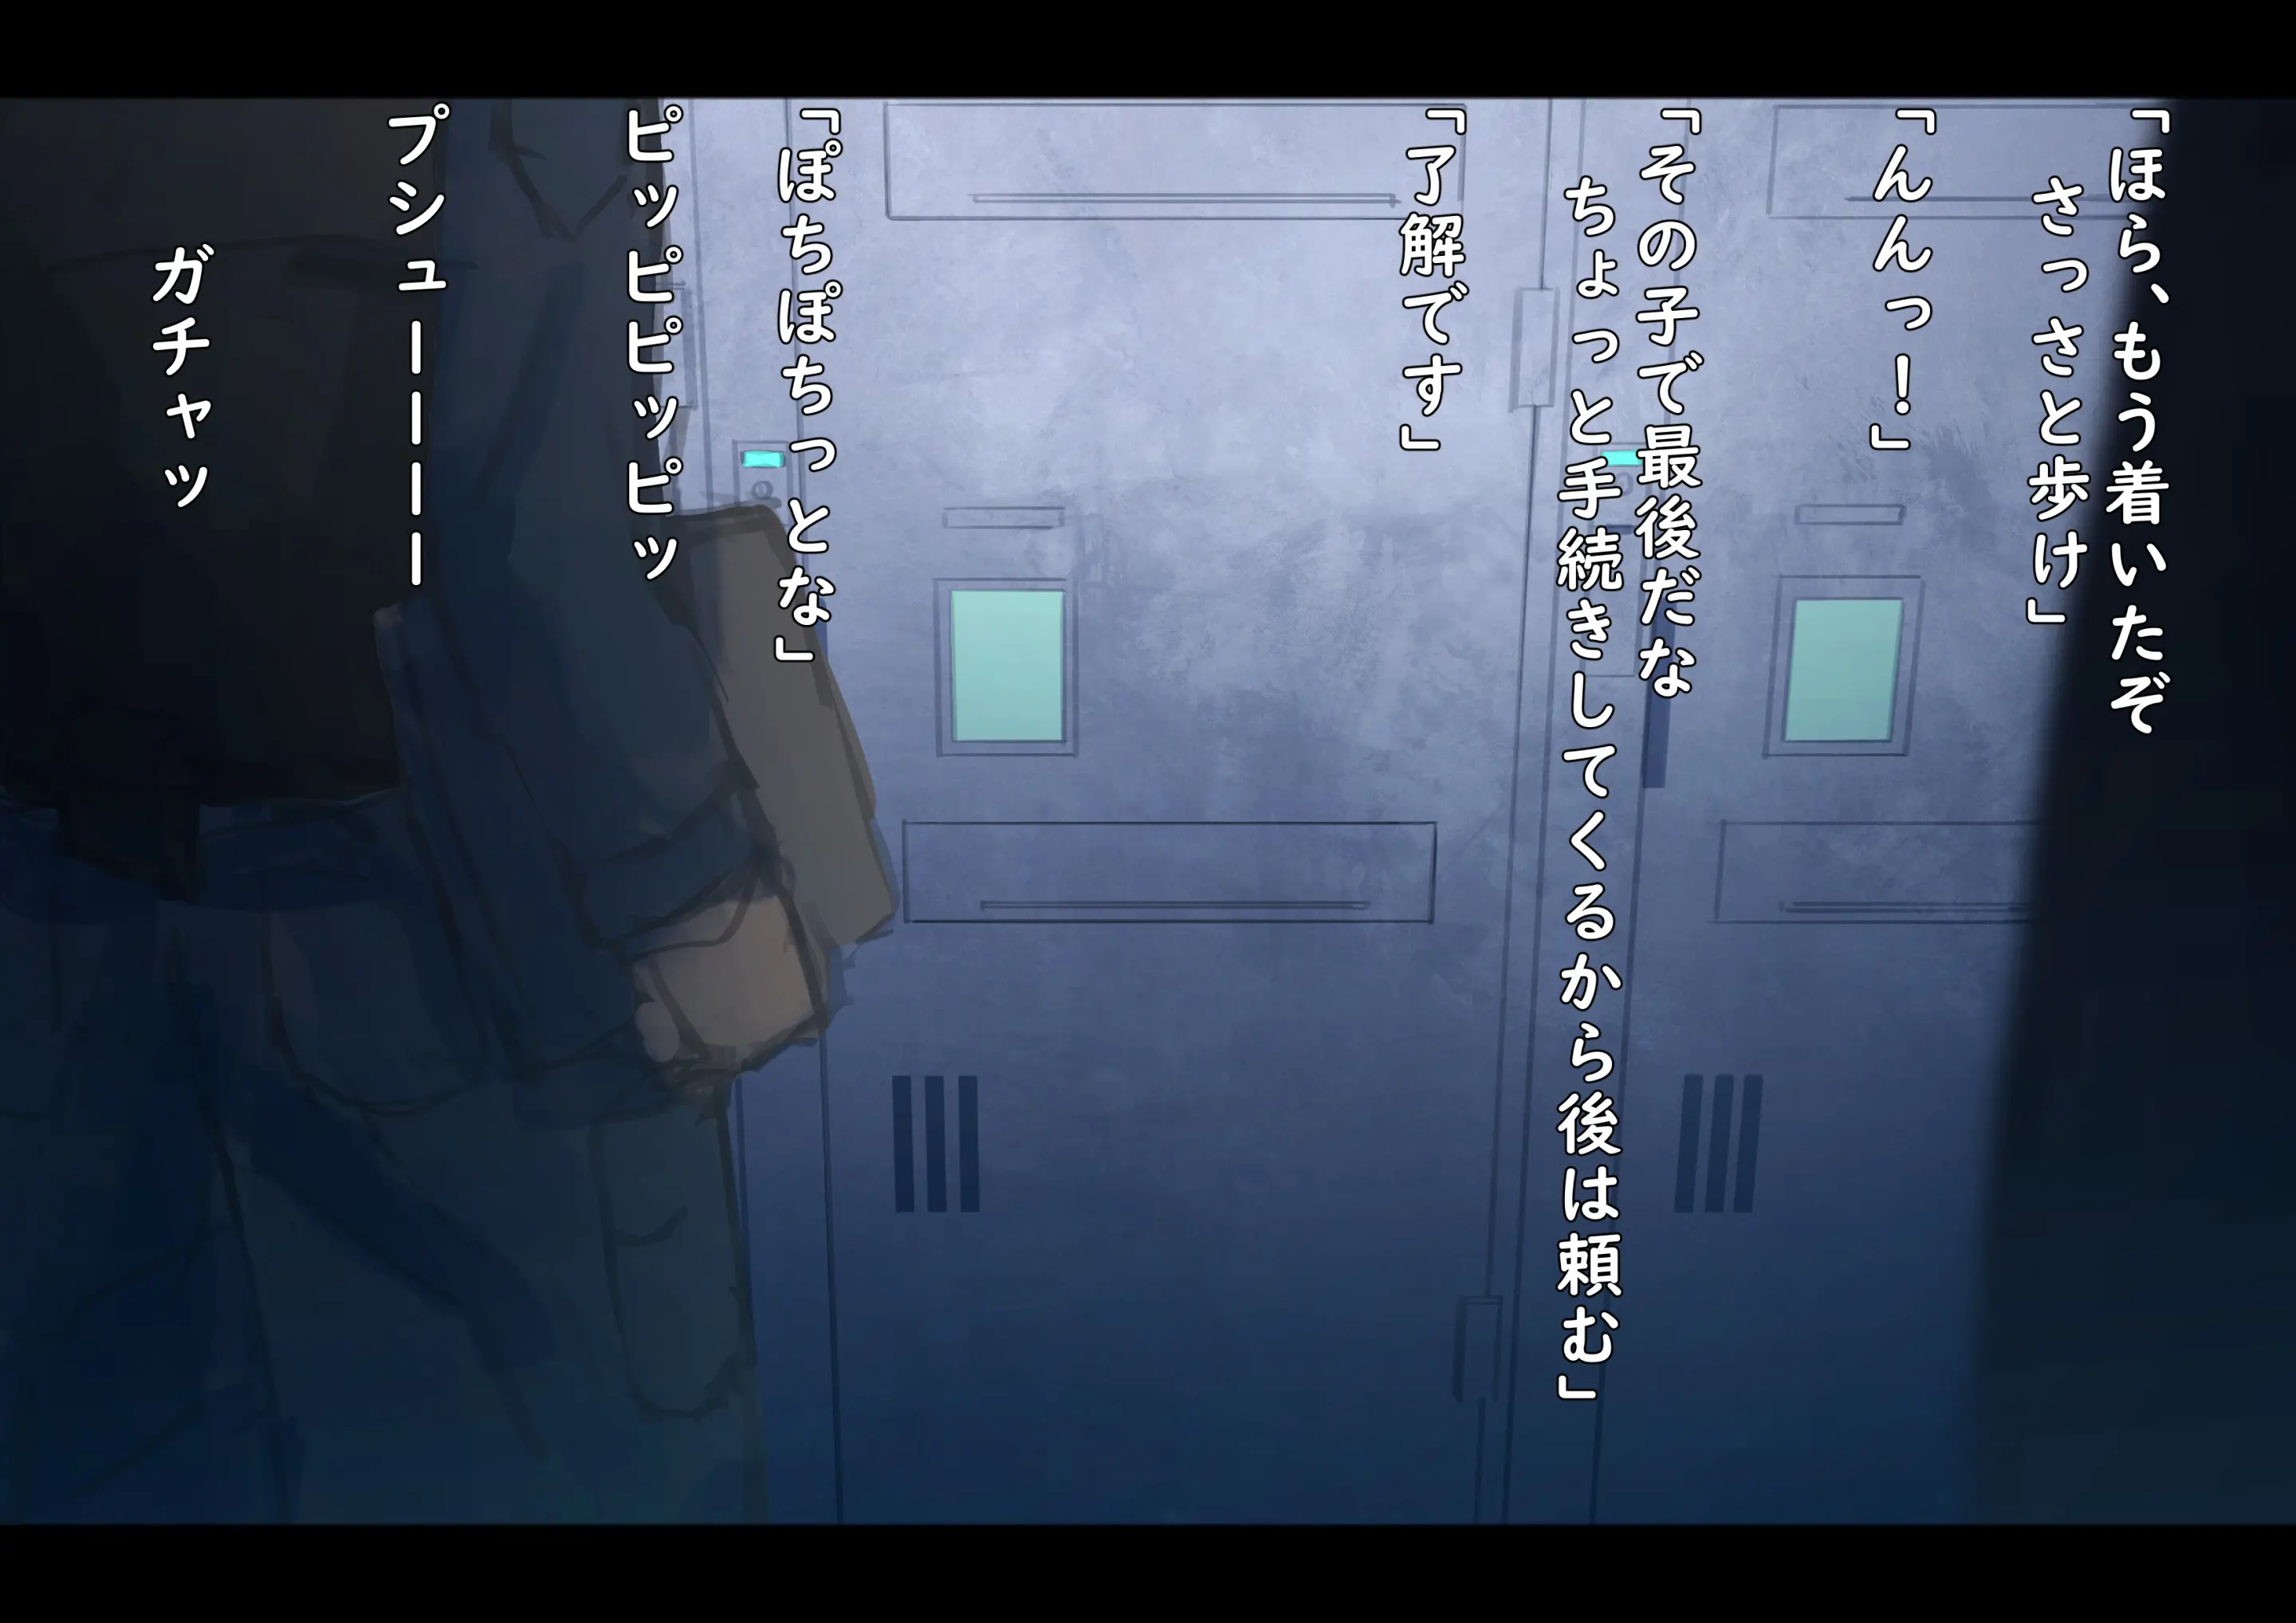 「ほら、もう着いたぞ
さっさと歩け」
「んんっ！」
「その子で最後だな
ちょっと手続きしてくるから後は頼む」
「了解です」
「ぽちぽちっとな」
ピッピピッピッ
プシューーーー
ガチャッ